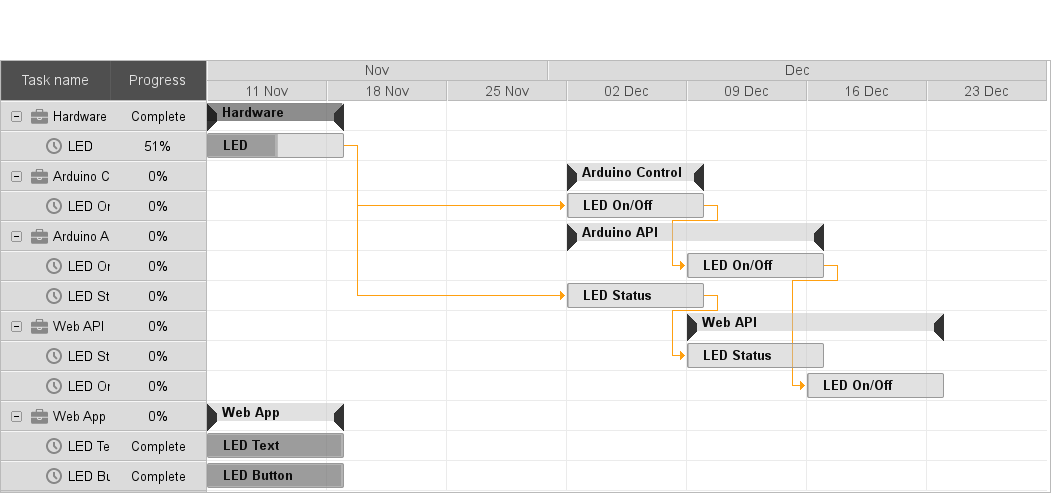 Nov Dec
Task name Progress
11 Nov 18 Nov 25 Nov 02 Dec 09 Dec 16 Dec 23 Dec
Hardware Complete Hardware
LED 51% LED
Arduino C 0% Arduino Control
LED Or 0% LED On/Off
Arduino A 0% Arduino API
LED Or 0% LED On/Off
LED St 0% LED Status
Web API 0% Web API
LED St 0% LED Status
LED Or 0% LED On/Off
Web App 0% Web App
LED Te Complete LED Text
LED Bu Complete LED Button